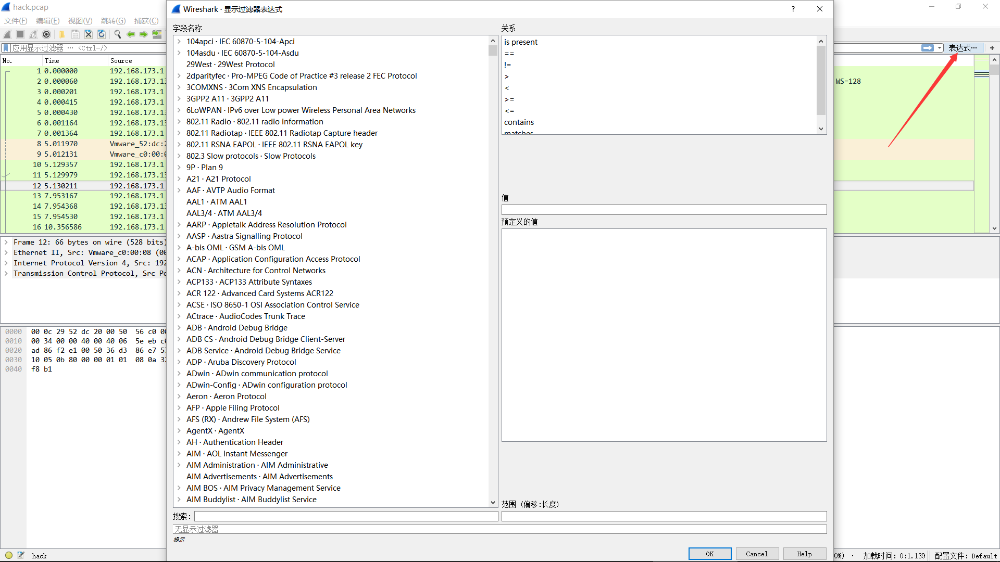 hack.pcap
文件(F) 编辑(E) 视图(V) 跳转(G) 捕获(C)
应用显示过滤器 … <Ctrl-/>
表达式…
+
No. Time Source
1 0.000000 192.168.173.1
2 0.000060 192.168.173.13
3 0.000201 192.168.173.1
4 0.000415 192.168.173.1
5 0.000430 192.168.173.13
6 0.001164 192.168.173.13
7 0.001364 192.168.173.1
8 5.011970 Vmware_52:dc:2
9 5.012131 Vmware_c0:00:0
10 5.129357 192.168.173.1
11 5.129979 192.168.173.13
12 5.130211 192.168.173.1
13 7.953167 192.168.173.1
14 7.954368 192.168.173.13
15 7.954530 192.168.173.1
16 10.356586 192.168.173.1
WS=128
Frame 12: 66 bytes on wire (528 bits)
Ethernet II, Src: Vmware_c0:00:08 (00
Internet Protocol Version 4, Src: 192
Transmission Control Protocol, Src Po
0000 00 0c 29 52 dc 20 00 50 56 c0 00
0010 00 34 00 00 40 00 40 06 5e eb c0
0020 ad 86 f2 e1 00 50 36 d3 86 e7 57
0030 10 05 0b 80 00 00 01 01 08 0a 32
0040 f8 b1
hack
0%) · 加载时间: 0:1.139 配置文件: Default
Wireshark · 显示过滤器表达式
?
字段名称
104apci · IEC 60870-5-104-Apci
104asdu · IEC 60870-5-104-Asdu
29West · 29West Protocol
2dparityfec · Pro-MPEG Code of Practice #3 release 2 FEC Protocol
3COMXNS · 3Com XNS Encapsulation
3GPP2 A11 · 3GPP2 A11
6LoWPAN · IPv6 over Low power Wireless Personal Area Networks
802.11 Radio · 802.11 radio information
802.11 Radiotap · IEEE 802.11 Radiotap Capture header
802.11 RSNA EAPOL · IEEE 802.11 RSNA EAPOL key
802.3 Slow protocols · Slow Protocols
9P · Plan 9
A21 · A21 Protocol
AAF · AVTP Audio Format
AAL1 · ATM AAL1
AAL3/4 · ATM AAL3/4
AARP · Appletalk Address Resolution Protocol
AASP · Aastra Signalling Protocol
A-bis OML · GSM A-bis OML
ACAP · Application Configuration Access Protocol
ACN · Architecture for Control Networks
ACP133 · ACP133 Attribute Syntaxes
ACR 122 · Advanced Card Systems ACR122
ACSE · ISO 8650-1 OSI Association Control Service
ACtrace · AudioCodes Trunk Trace
ADB · Android Debug Bridge
ADB CS · Android Debug Bridge Client-Server
ADB Service · Android Debug Bridge Service
ADP · Aruba Discovery Protocol
ADwin · ADwin communication protocol
ADwin-Config · ADwin configuration protocol
Aeron · Aeron Protocol
AFP · Apple Filing Protocol
AFS (RX) · Andrew File System (AFS)
AgentX · AgentX
AH · Authentication Header
AIM · AOL Instant Messenger
AIM Administration · AIM Administrative
AIM Advertisements · AIM Advertisements
AIM BOS · AIM Privacy Management Service
AIM Buddylist · AIM Buddylist Service
搜索:
无显示过滤器
提示
关系
is present
==
!=
>
<
>=
<=
contains
matches
值
预定义的值
范围 (偏移:长度)
OK Cancel Help